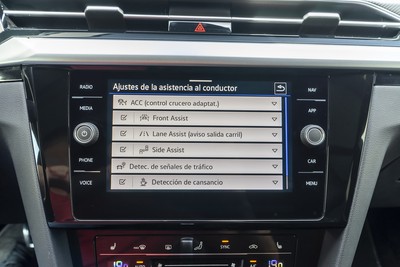 RADIO
MEDIA
PHONE
VOICE
Ajustes de la asistencia al conductor
ACC (control crucero adaptat.)
Front Assist
Lane Assist (aviso salida carril)
Side Assist
Detec. de señales de tráfico
Detección de cansancio
NAV
APP
CAR
MENU
SYNC